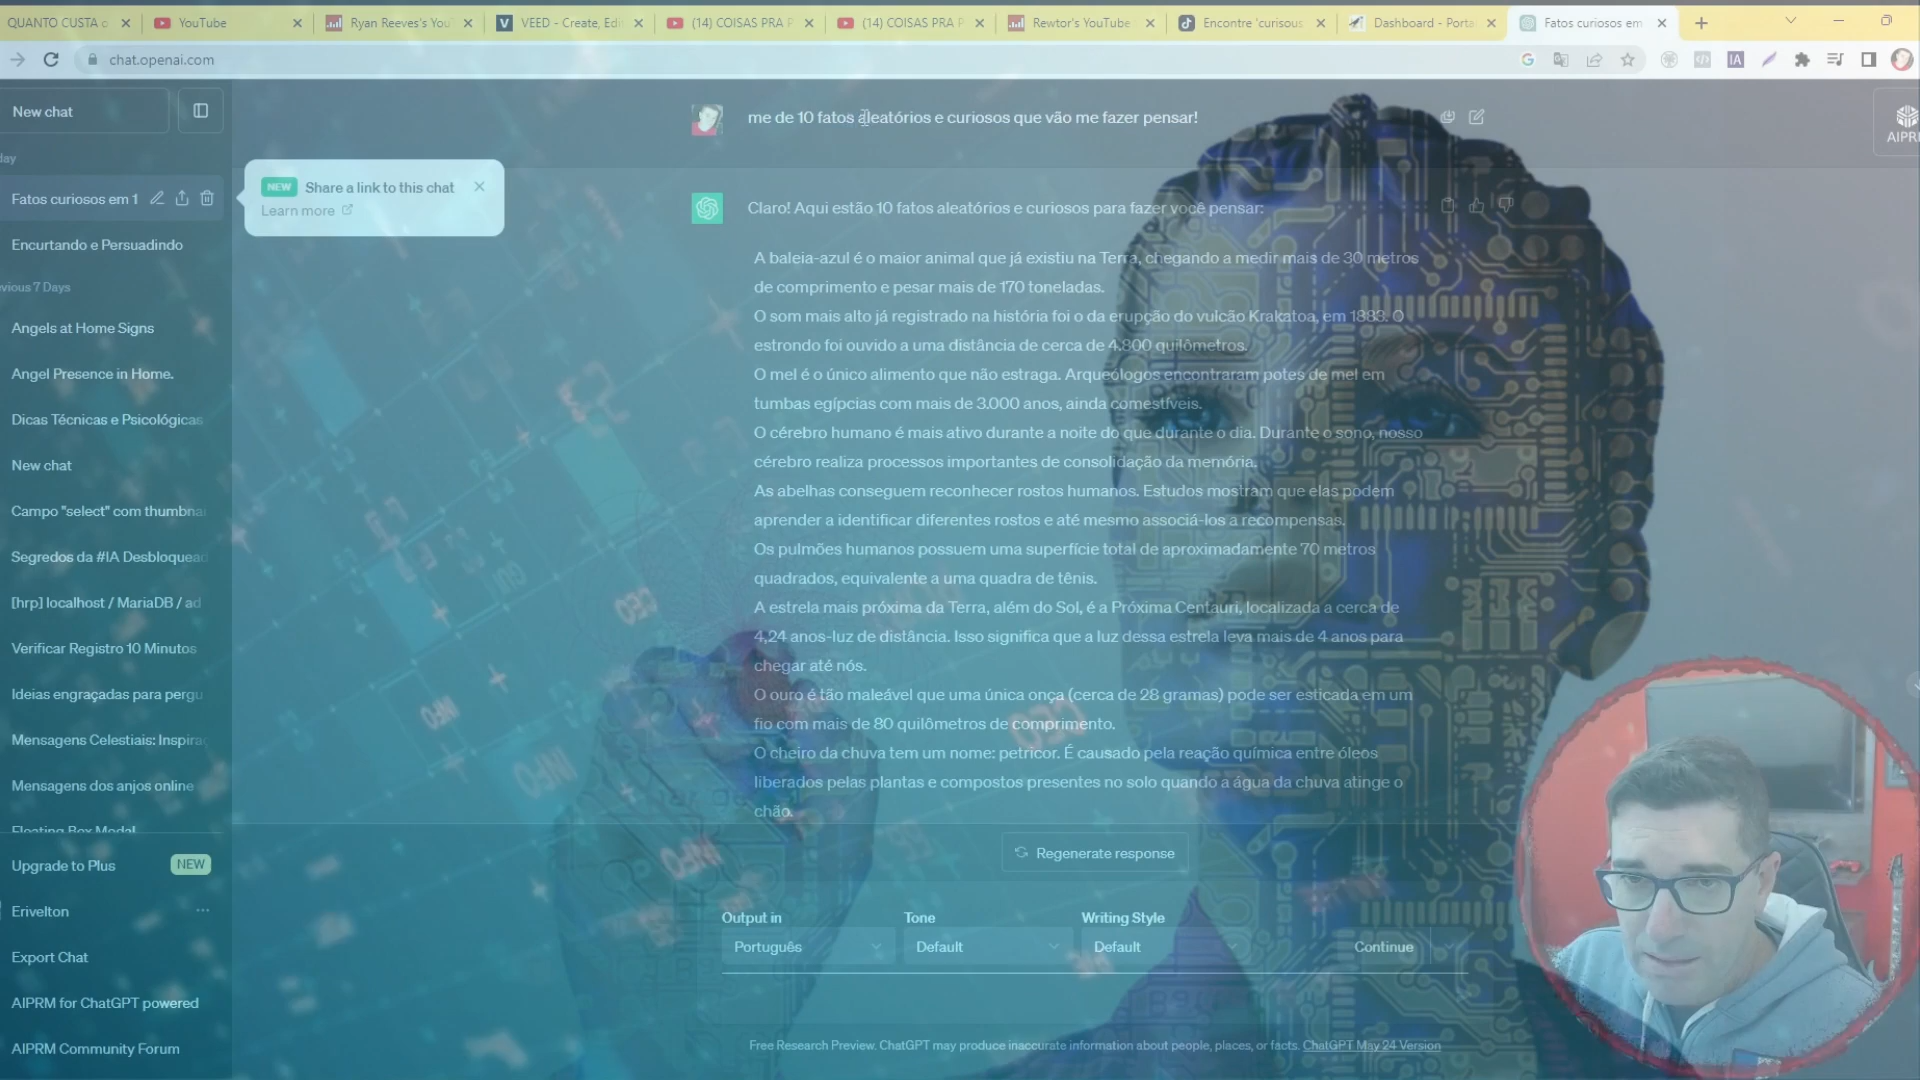 QUANTO CUSTA
YouTube
Ryan Reeves's You
VEED - Create, Edi
(14) COISAS PRA P
(14) COISAS PRA P
Rewtor's YouTube
Encontre 'curisous
Dashboard - Porta
Fatos curiosos em
chat.openai.com
IA
New chat
day
Fatos curiosos em 1
Encurtando e Persuadindo
evious 7 Days
Angels at Home Signs
Angel Presence in Home.
Dicas Técnicas e Psicológicas
New chat
Campo "select" com thumbnai
Segredos da #IA Desbloquead
[hrp] localhost / MariaDB / ad
Verificar Registro 10 Minutos
Ideias engraçadas para pergu
Mensagens Celestiais: Inspiraç
Mensagens dos anjos online
Floating Box Modal
Upgrade to Plus NEW
Erivelton
Export Chat
AIPRM for ChatGPT powered
AIPRM Community Forum
NEW Share a link to this chat
Learn more
me de 10 fatos aleatórios e curiosos que vão me fazer pensar!
AIPR
Claro! Aqui estão 10 fatos aleatórios e curiosos para fazer você pensar:
A baleia-azul é o maior animal que já existiu na Terra, chegando a medir mais de 30 metros
de comprimento e pesar mais de 170 toneladas.
O som mais alto já registrado na história foi o da erupção do vulcão Krakatoa, em 1883. O
estrondo foi ouvido a uma distância de cerca de 4.800 quilômetros.
O mel é o único alimento que não estraga. Arqueólogos encontraram potes de mel em
tumbas egípcias com mais de 3.000 anos, ainda comestíveis.
O cérebro humano é mais ativo durante a noite do que durante o dia. Durante o sono, nosso
cérebro realiza processos importantes de consolidação da memória.
As abelhas conseguem reconhecer rostos humanos. Estudos mostram que elas podem
aprender a identificar diferentes rostos e até mesmo associá-los a recompensas.
Os pulmões humanos possuem uma superfície total de aproximadamente 70 metros
quadrados, equivalente a uma quadra de tênis.
A estrela mais próxima da Terra, além do Sol, é a Próxima Centauri, localizada a cerca de
4,24 anos-luz de distância. Isso significa que a luz dessa estrela leva mais de 4 anos para
chegar até nós.
O ouro é tão maleável que uma única onça (cerca de 28 gramas) pode ser esticada em um
fio com mais de 80 quilômetros de comprimento.
O cheiro da chuva tem um nome: petricor. É causado pela reação química entre óleos
liberados pelas plantas e compostos presentes no solo quando a água da chuva atinge o
chão.
Regenerate response
Output in Tone Writing Style
Português Default Default Continue
Free Research Preview. ChatGPT may produce inaccurate information about people, places, or facts. ChatGPT May 24 Version